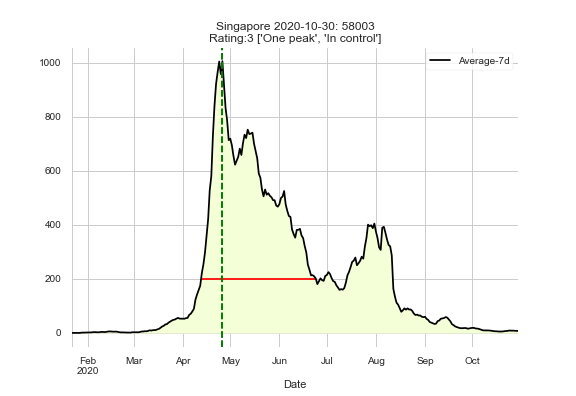 Singapore 2020-10-30: 58003
Rating:3 ['One peak', 'In control']
Average-7d
1000
800
600
400
200
0
Feb Mar Apr May Jun Jul Aug Sep Oct
2020
Date